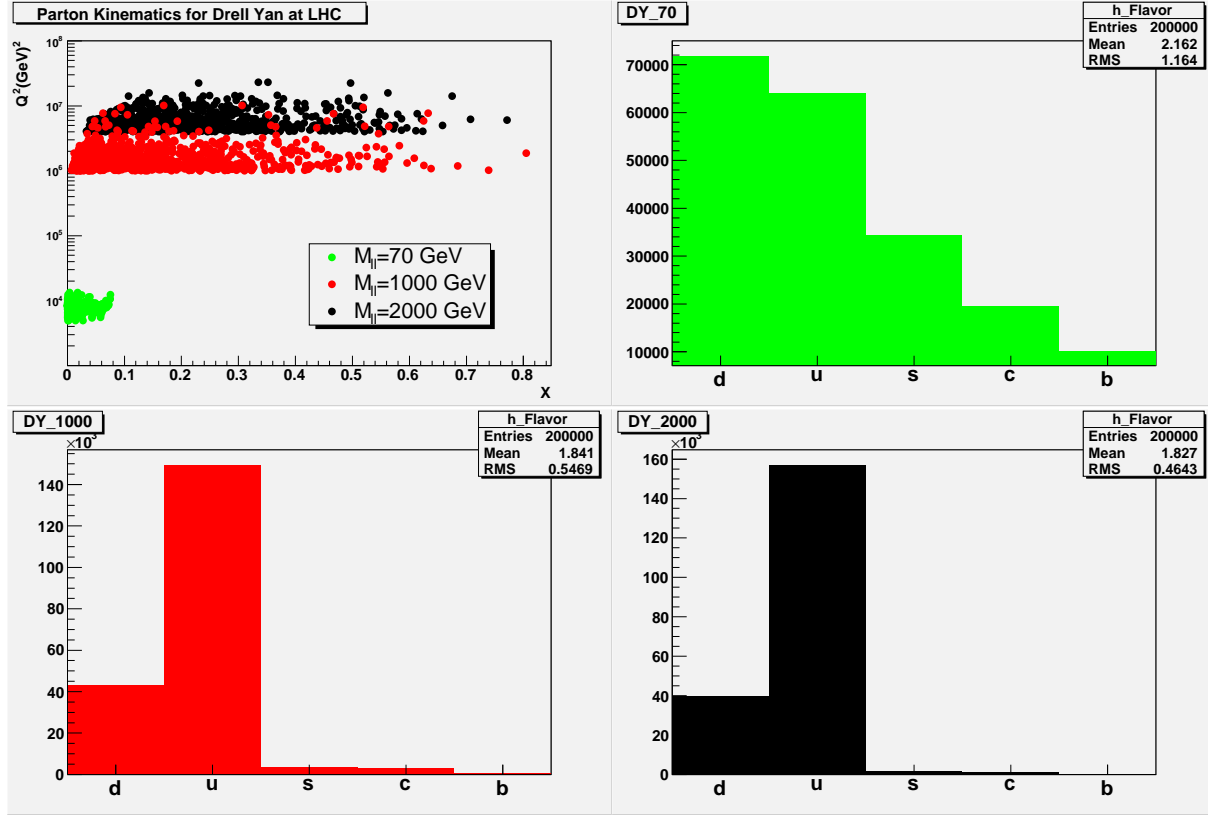 Parton Kinematics for Drell Yan at LHC
Q²(GeV)²
10⁸
10⁷
10⁶
10⁵
10⁴
0 0.1 0.2 0.3 0.4 0.5 0.6 0.7 0.8
X
M_ll=70 GeV
M_ll=1000 GeV
M_ll=2000 GeV
DY_70
h_Flavor
Entries 200000
Mean 2.162
RMS 1.164
70000
60000
50000
40000
30000
20000
10000
d u s c b
DY_1000
h_Flavor
Entries 200000
Mean 1.841
RMS 0.5469
×10³
140
120
100
80
60
40
20
0
d u s c b
DY_2000
h_Flavor
Entries 200000
Mean 1.827
RMS 0.4643
×10³
160
140
120
100
80
60
40
20
0
d u s c b